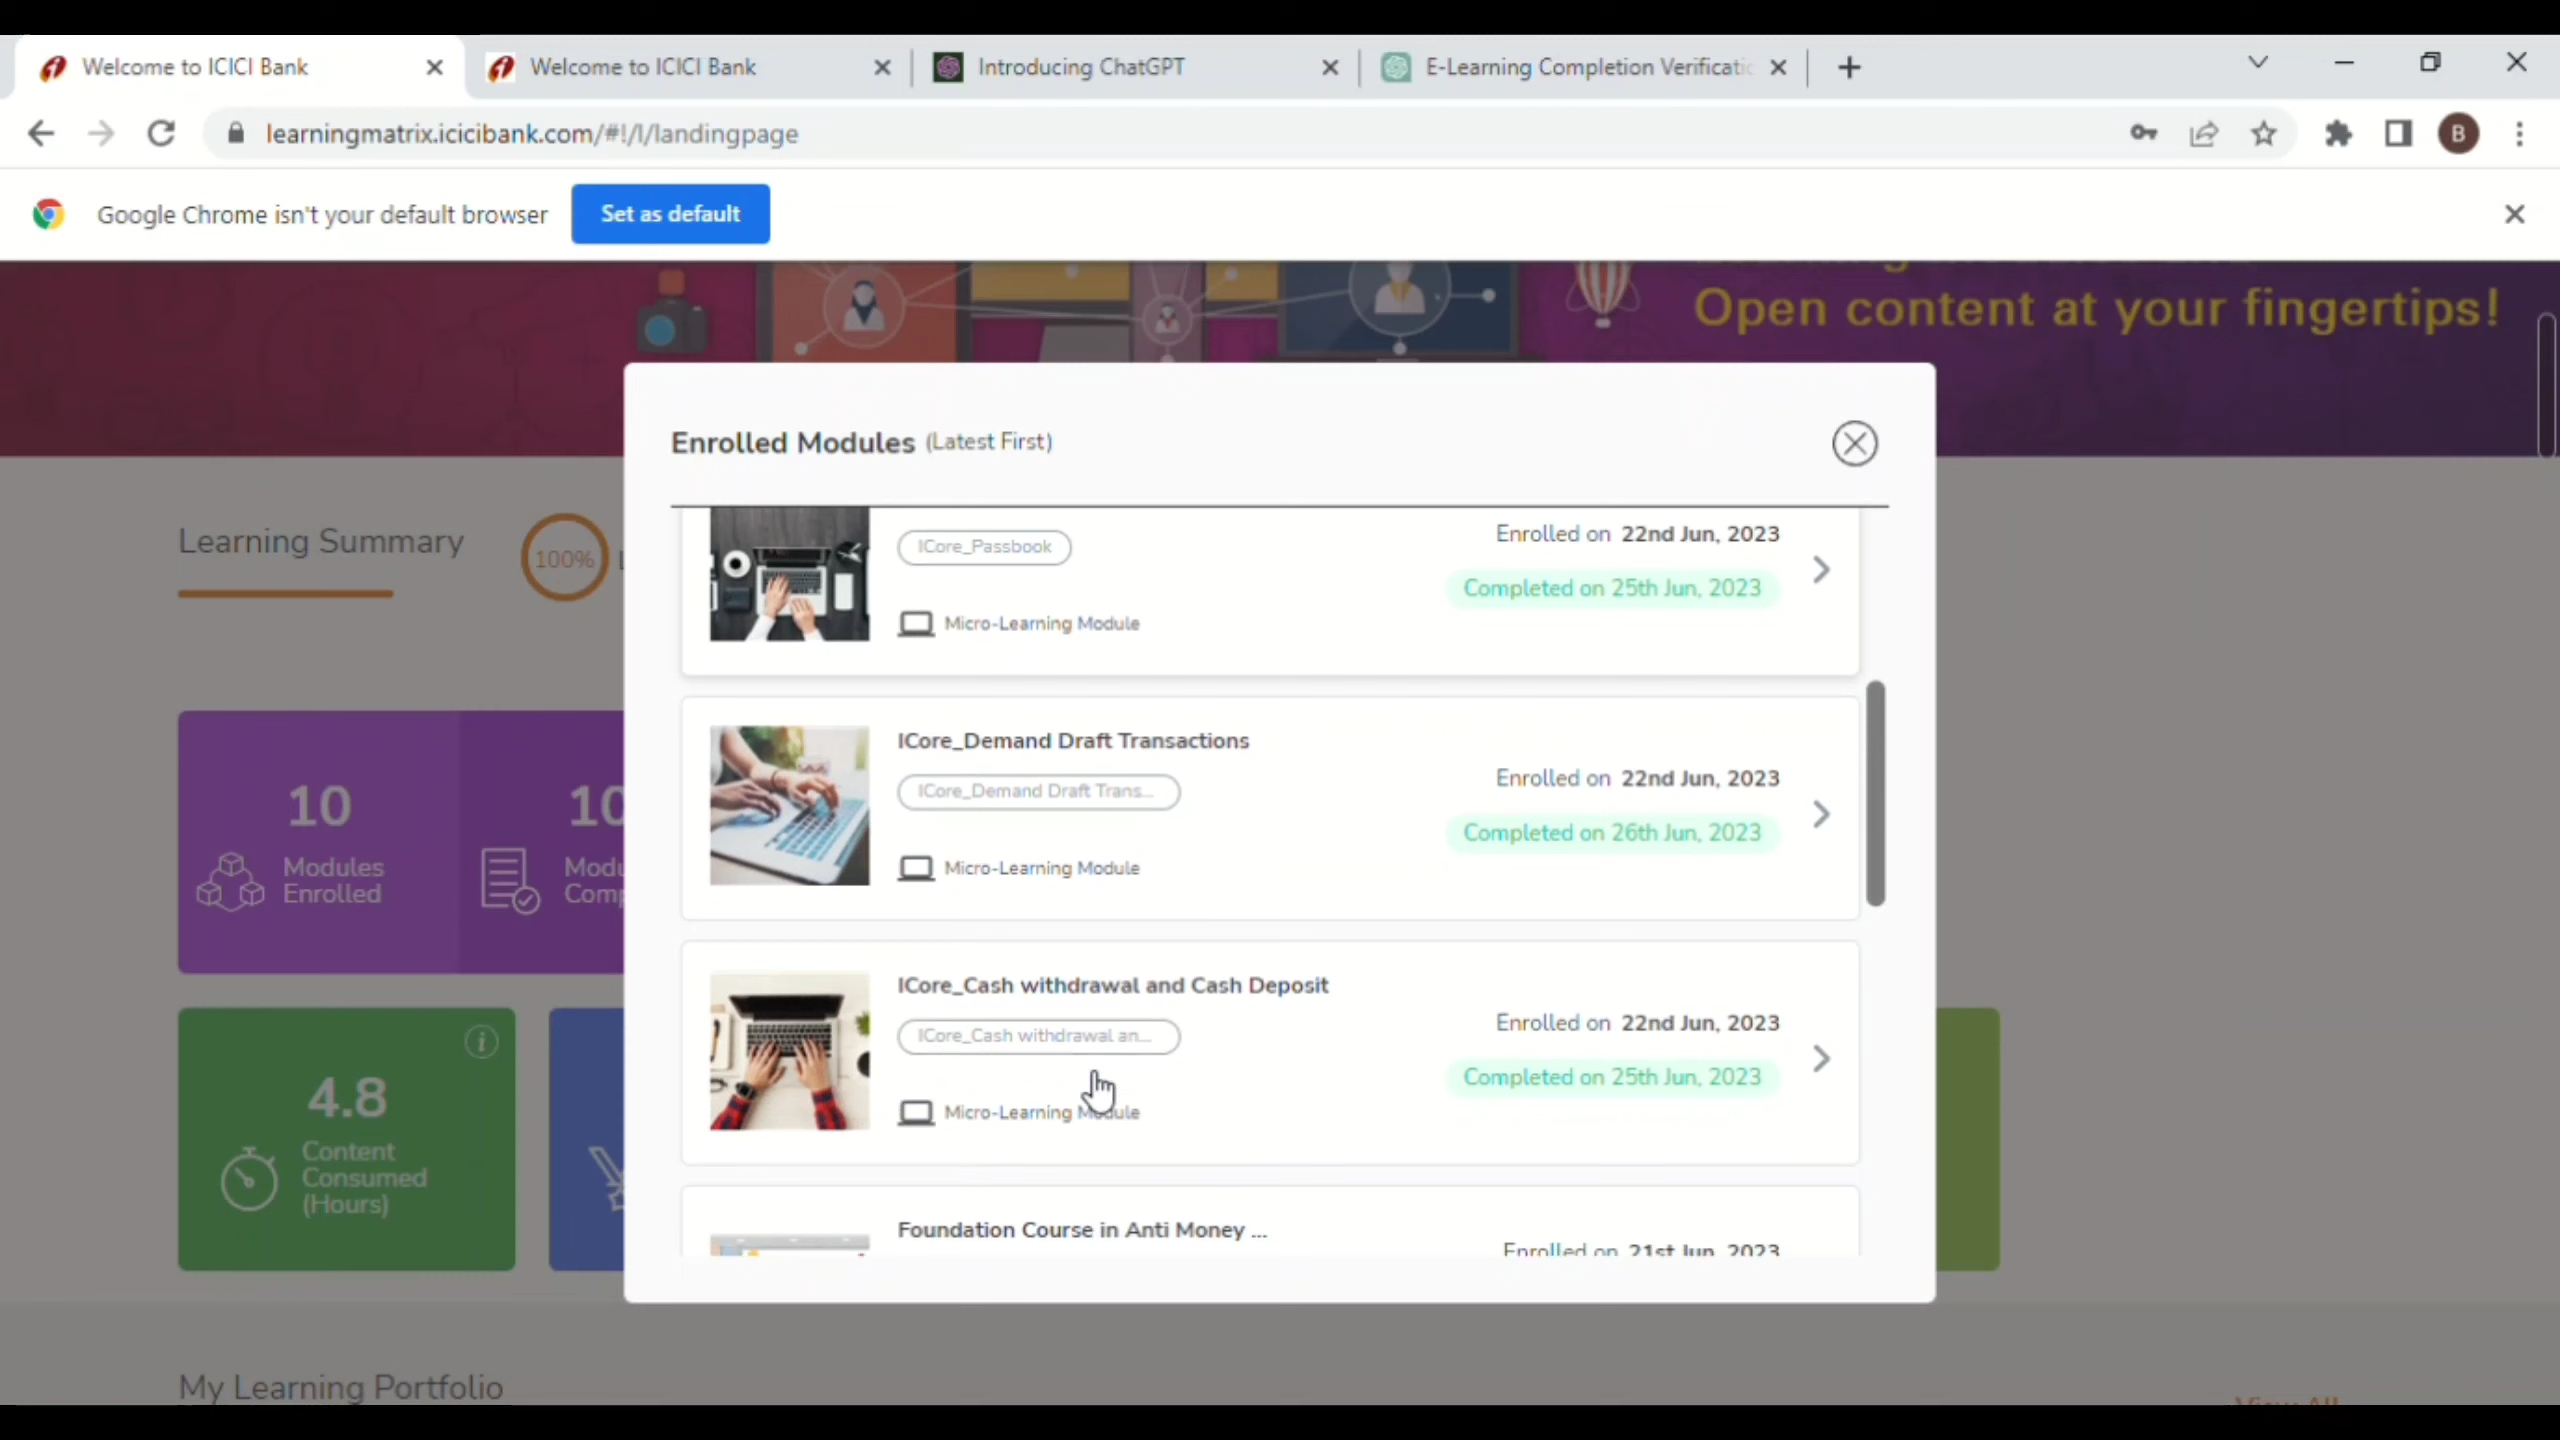 Welcome to ICICI Bank
Welcome to ICICI Bank
Introducing ChatGPT
E-Learning Completion
learningmatrix.icicibank.com/#!/l/landingpage
B
Google Chrome isn't your default browser
Set as default
Open content at your fingertips!
Enrolled Modules (Latest First)
Learning Summary
100%
ICore_Passbook
Enrolled on 22nd Jun, 2023
Completed on 25th Jun, 2023
Micro-Learning Module
ICore_Demand Draft Transactions
ICore_Demand Draft Trans...
Enrolled on 22nd Jun, 2023
Completed on 26th Jun, 2023
Micro-Learning Module
10
Modules
Enrolled
10
ICore_Cash withdrawal and Cash Deposit
ICore_Cash withdrawal an...
Enrolled on 22nd Jun, 2023
Completed on 25th Jun, 2023
Micro-Learning Module
4.8
Content
Consumed
(Hours)
Foundation Course in Anti Money ...
Enrolled on 21st Jun, 2023
My Learning Portfolio
View All